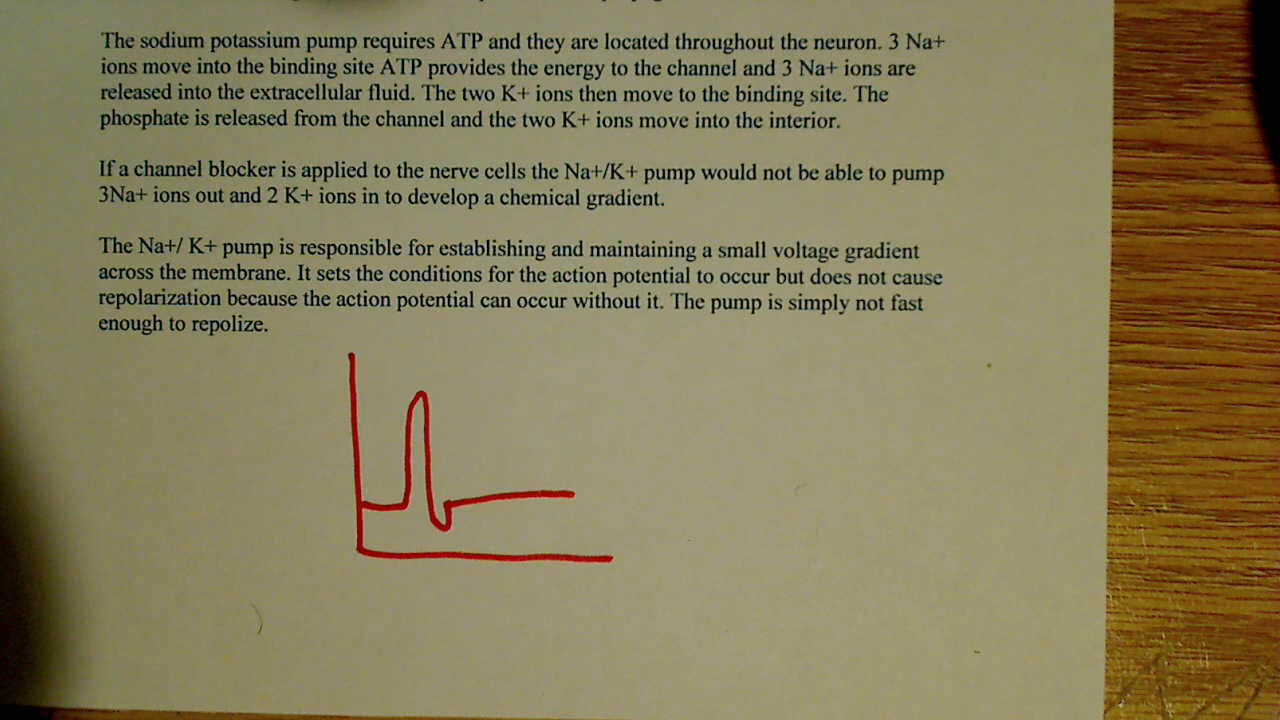 The sodium potassium pump requires ATP and they are located throughout the neuron. 3 Na+
ions move into the binding site ATP provides the energy to the channel and 3 Na+ ions are
released into the extracellular fluid. The two K+ ions then move to the binding site. The
phosphate is released from the channel and the two K+ ions move into the interior.
If a channel blocker is applied to the nerve cells the Na+/K+ pump would not be able to pump
3Na+ ions out and 2 K+ ions in to develop a chemical gradient.
The Na+/ K+ pump is responsible for establishing and maintaining a small voltage gradient
across the membrane. It sets the conditions for the action potential to occur but does not cause
repolarization because the action potential can occur without it. The pump is simply not fast
enough to repolize.